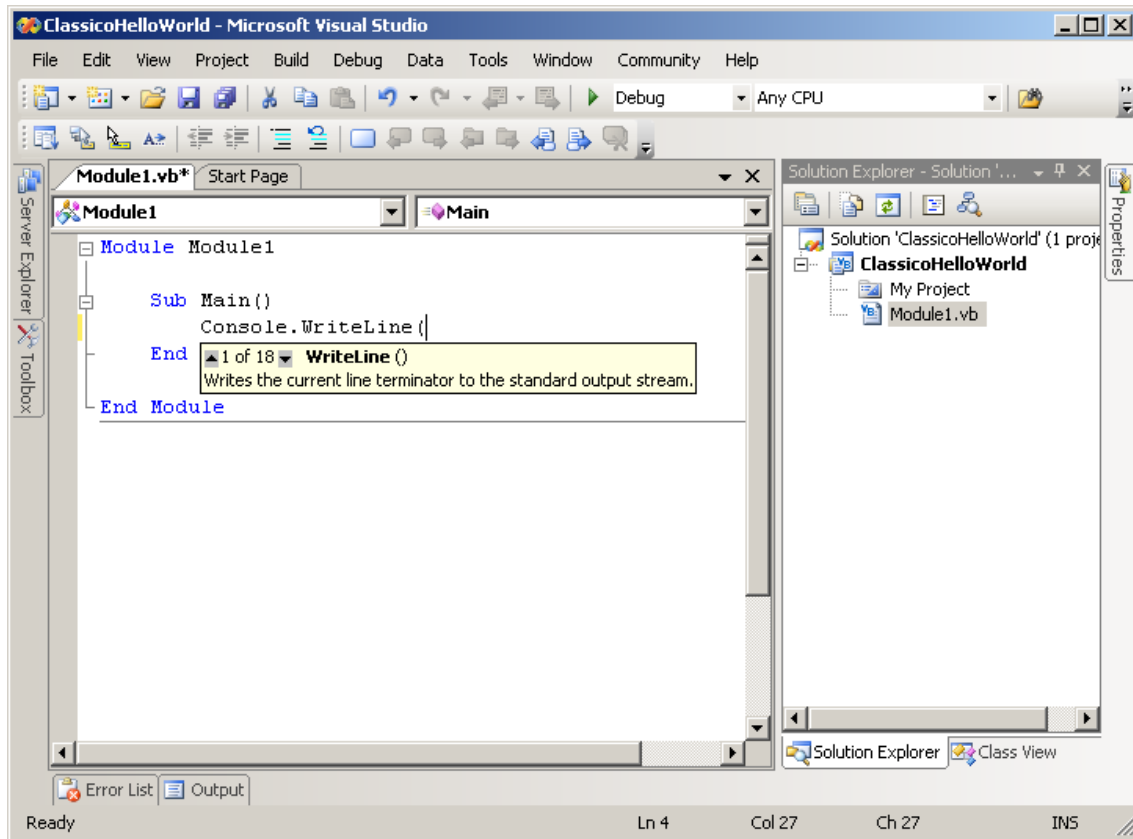 ClassicoHelloWorld - Microsoft Visual Studio
File Edit View Project Build Debug Data Tools Window Community Help
Debug Any CPU
Module1.vb* Start Page
Module1 Main
Module Module1
Sub Main()
Console.WriteLine(
End
1 of 18 WriteLine ()
Writes the current line terminator to the standard output stream.
End Module
Server Explorer
Toolbox
Solution Explorer - Solution '...
Solution 'ClassicoHelloWorld' (1 proje
ClassicoHelloWorld
My Project
Module1.vb
Properties
Solution Explorer Class View
Error List Output
Ready Ln 4 Col 27 Ch 27 INS